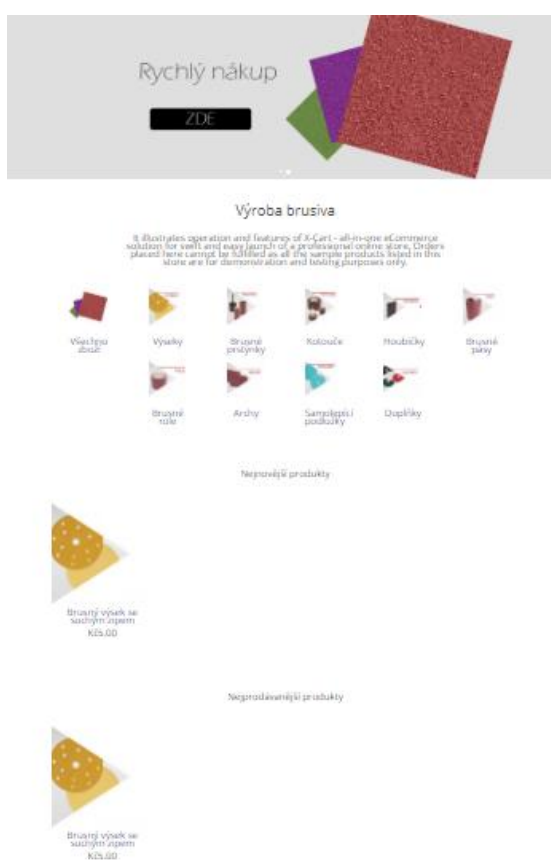 Rychlý nákup
ZDE
Výroba brusiva
It illustrates operation and features of X-Cart - all-in-one eCommerce
solution for swift and easy launch of a professional online store. Orders
placed here cannot be fulfilled as all the sample products listed in this
store are for demonstration and testing purposes only.
Všechno
zboží
Výseky
Brusné
prstýnky
Kotouče
Houbičky
Brusné
pásy
Brusné
role
Archy
Samolepící
podložky
Doplňky
Nejnovější produkty
Brusný výsek se
suchým zipem
Kč5.00
Nejprodávanější produkty
Brusný výsek se
suchým zipem
Kč5.00